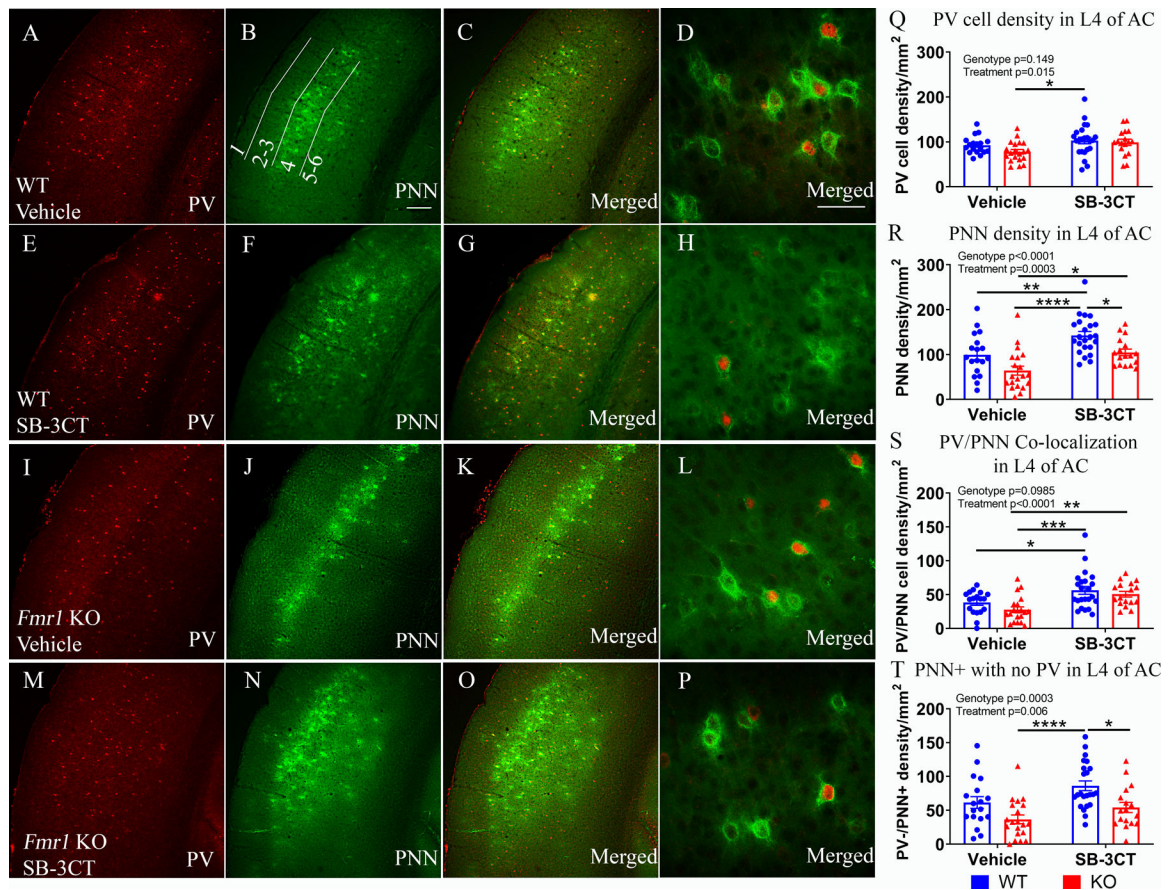 A
WT
Vehicle
PV
B
1
2-3
4
5-6
PNN
C
Merged
D
Merged
E
WT
SB-3CT
PV
F
PNN
G
Merged
H
I
Fmr1 KO
Vehicle
PV
J
PNN
K
Merged
L
M
Fmr1 KO
SB-3CT
PV
N
PNN
O
Merged
P
Q PV cell density in L4 of AC
PV cell density/mm²
300
200
100
0
Genotype p=0.149
Treatment p=0.015
*
Vehicle SB-3CT
R PNN density in L4 of AC
PNN density/mm²
300
200
100
0
Genotype p<0.0001
Treatment p=0.0003
*
**
**** *
Vehicle SB-3CT
S PV/PNN Co-localization
in L4 of AC
PV/PNN cell density/mm²
200
150
100
50
0
Genotype p=0.0985
Treatment p<0.0001
**
***
*
Vehicle SB-3CT
T PNN+ with no PV in L4 of AC
PV-/PNN+ density/mm²
200
150
100
50
0
Genotype p=0.0003
Treatment p=0.006
**** *
Vehicle SB-3CT
WT KO